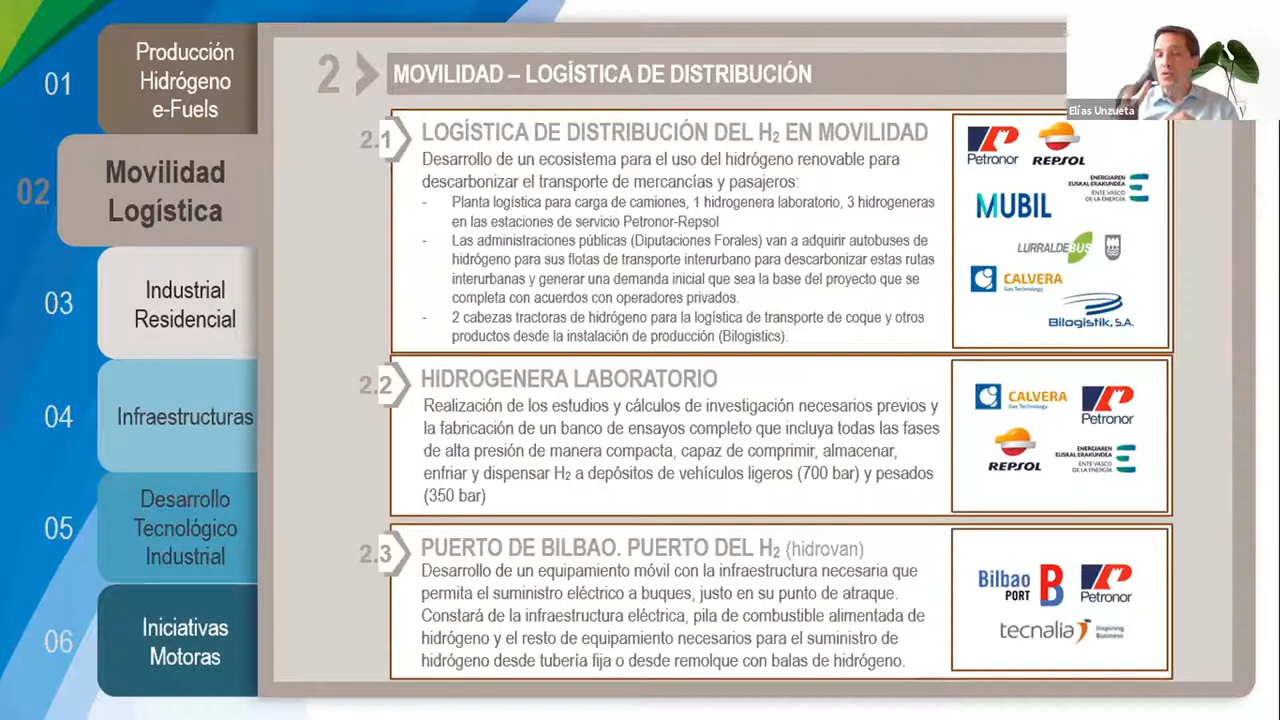 01
Producción
Hidrógeno
e-Fuels
02
Movilidad
Logística
03
Industrial
Residencial
04
Infraestructuras
05
Desarrollo
Tecnológico
Industrial
06
Iniciativas
Motoras
2
MOVILIDAD – LOGÍSTICA DE DISTRIBUCIÓN
Elías Unzueta
2.1
LOGÍSTICA DE DISTRIBUCIÓN DEL H₂ EN MOVILIDAD
Desarrollo de un ecosistema para el uso del hidrógeno renovable para
descarbonizar el transporte de mercancías y pasajeros:
- Planta logística para carga de camiones, 1 hidrogenera laboratorio, 3 hidrogeneras
en las estaciones de servicio Petronor-Repsol
- Las administraciones públicas (Diputaciones Forales) van a adquirir autobuses de
hidrógeno para sus flotas de transporte interurbano para descarbonizar estas rutas
interurbanas y generar una demanda inicial que sea la base del proyecto que se
completa con acuerdos con operadores privados.
- 2 cabezas tractoras de hidrógeno para la logística de transporte de coque y otros
productos desde la instalación de producción (Bilogistics).
Petronor
REPSOL
ENERGIAREN
EUSKAL ERAKUNDEA
ENTE VASCO
DE LA ENERGÍA
MUBIL
LURRALDEBUS
CALVERA
Gas Technology
Bilogistik, S.A.
2.2
HIDROGENERA LABORATORIO
Realización de los estudios y cálculos de investigación necesarios previos y
la fabricación de un banco de ensayos completo que incluya todas las fases
de alta presión de manera compacta, capaz de comprimir, almacenar,
enfriar y dispensar H₂ a depósitos de vehículos ligeros (700 bar) y pesados
(350 bar)
CALVERA
Gas Technology
Petronor
REPSOL
ENERGIAREN
EUSKAL ERAKUNDEA
ENTE VASCO
DE LA ENERGÍA
2.3
PUERTO DE BILBAO. PUERTO DEL H₂ (hidrovan)
Desarrollo de un equipamiento móvil con la infraestructura necesaria que
permita el suministro eléctrico a buques, justo en su punto de atraque.
Constará de la infraestructura eléctrica, pila de combustible alimentada de
hidrógeno y el resto de equipamiento necesarios para el suministro de
hidrógeno desde tubería fija o desde remolque con balas de hidrógeno.
Bilbao
PORT
B
Petronor
tecnalia
Inspiring
Business